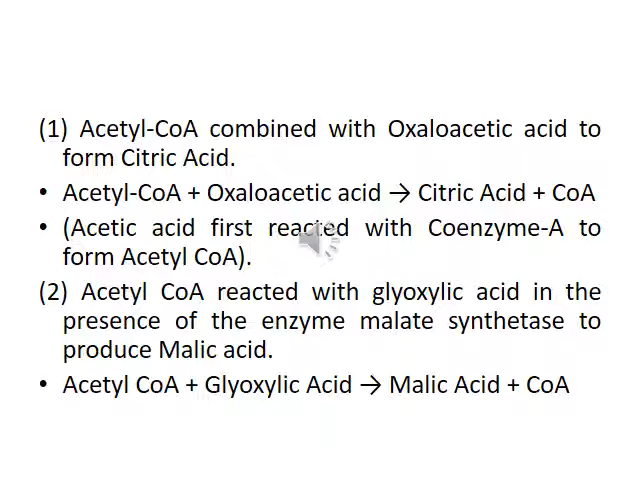 (1) Acetyl-CoA combined with Oxaloacetic acid to
form Citric Acid.
• Acetyl-CoA + Oxaloacetic acid → Citric Acid + CoA
• (Acetic acid first reacted with Coenzyme-A to
form Acetyl CoA).
(2) Acetyl CoA reacted with glyoxylic acid in the
presence of the enzyme malate synthetase to
produce Malic acid.
• Acetyl CoA + Glyoxylic Acid → Malic Acid + CoA